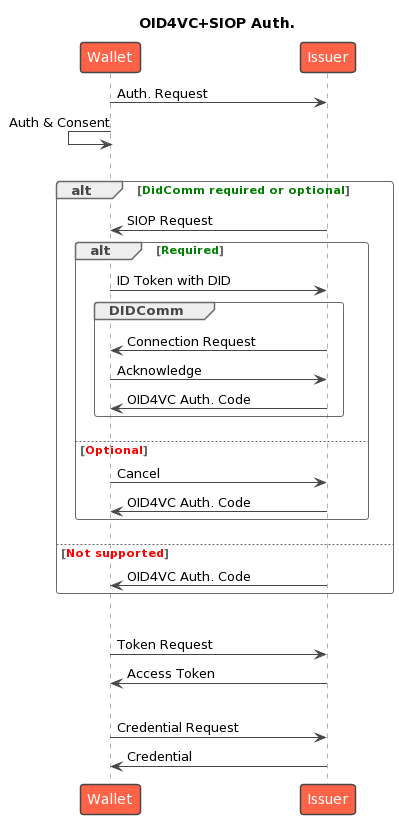 OID4VC+SIOP Auth.
Wallet
Issuer
Auth. Request
Auth & Consent
alt
[DidComm required or optional]
SIOP Request
alt
[Required]
ID Token with DID
DIDComm
Connection Request
Acknowledge
OID4VC Auth. Code
[Optional]
Cancel
OID4VC Auth. Code
[Not supported]
OID4VC Auth. Code
Token Request
Access Token
Credential Request
Credential
Wallet
Issuer